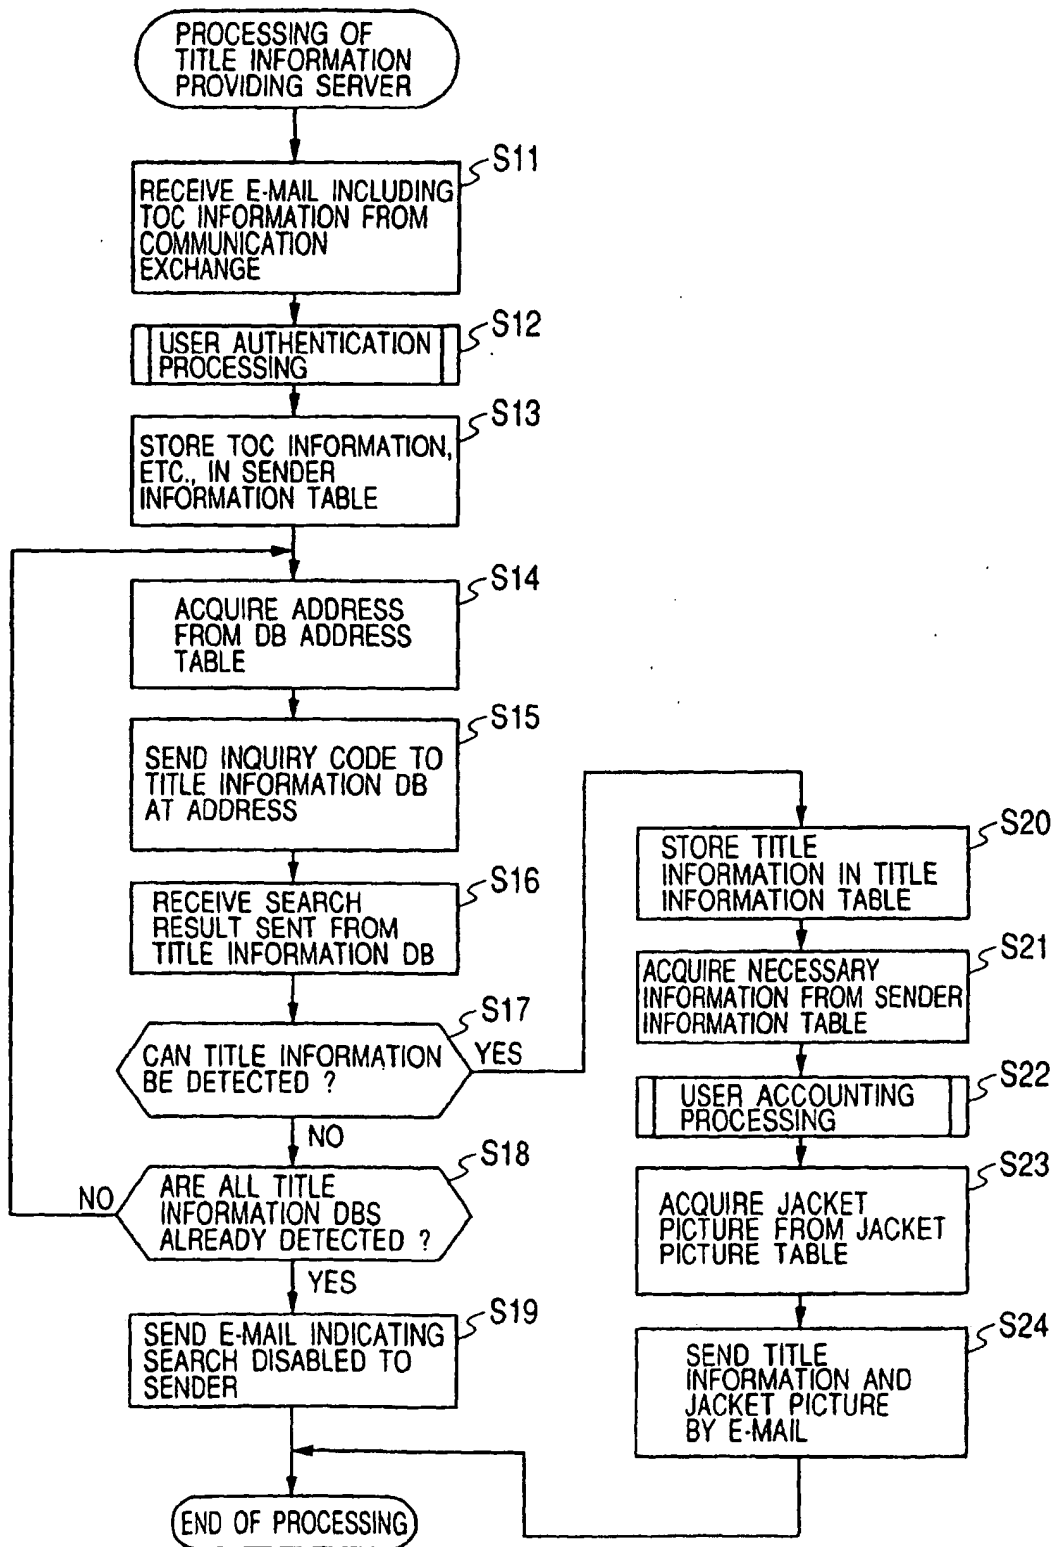 PROCESSING OF
TITLE INFORMATION
PROVIDING SERVER
S11
RECEIVE E-MAIL INCLUDING
TOC INFORMATION FROM
COMMUNICATION
EXCHANGE
S12
USER AUTHENTICATION
PROCESSING
S13
STORE TOC INFORMATION,
ETC., IN SENDER
INFORMATION TABLE
S14
ACQUIRE ADDRESS
FROM DB ADDRESS
TABLE
S15
SEND INQUIRY CODE TO
TITLE INFORMATION DB
AT ADDRESS
S16
RECEIVE SEARCH
RESULT SENT FROM
TITLE INFORMATION DB
S17
CAN TITLE INFORMATION
BE DETECTED ?
YES
NO
S18
ARE ALL TITLE
INFORMATION DBS
ALREADY DETECTED ?
NO
YES
S19
SEND E-MAIL INDICATING
SEARCH DISABLED TO
SENDER
S20
STORE TITLE
INFORMATION IN TITLE
INFORMATION TABLE
S21
ACQUIRE NECESSARY
INFORMATION FROM SENDER
INFORMATION TABLE
S22
USER ACCOUNTING
PROCESSING
S23
ACQUIRE JACKET
PICTURE FROM JACKET
PICTURE TABLE
S24
SEND TITLE
INFORMATION AND
JACKET PICTURE
BY E-MAIL
END OF PROCESSING